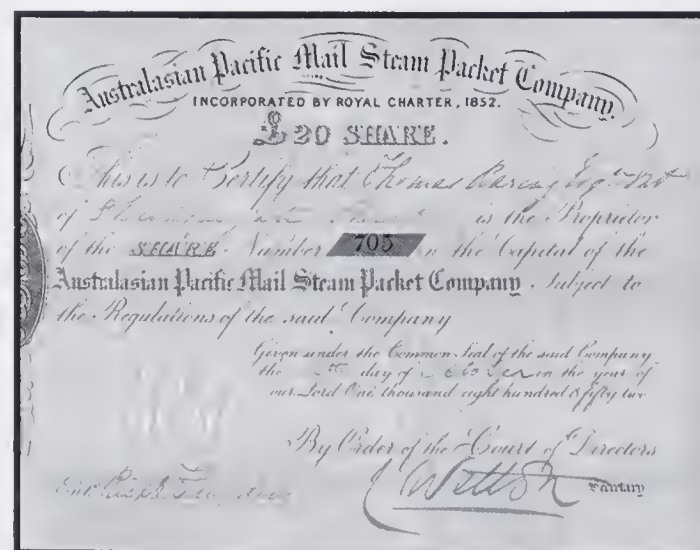 Australasian Pacific Mail Steam Packet Company.
INCORPORATED BY ROYAL CHARTER, 1852.
£20 SHARE.
This is to Certify that Thomas Baring Esqre
of is the Proprietor
of the SHARE Number 705 in the Capital of the
Australasian Pacific Mail Steam Packet Company, Subject to
the Regulations of the said Company
Given under the Common Seal of the said Company
the day of October in the year of
our Lord One thousand eight hundred & fifty two
By Order of the Court of Directors
Secretary